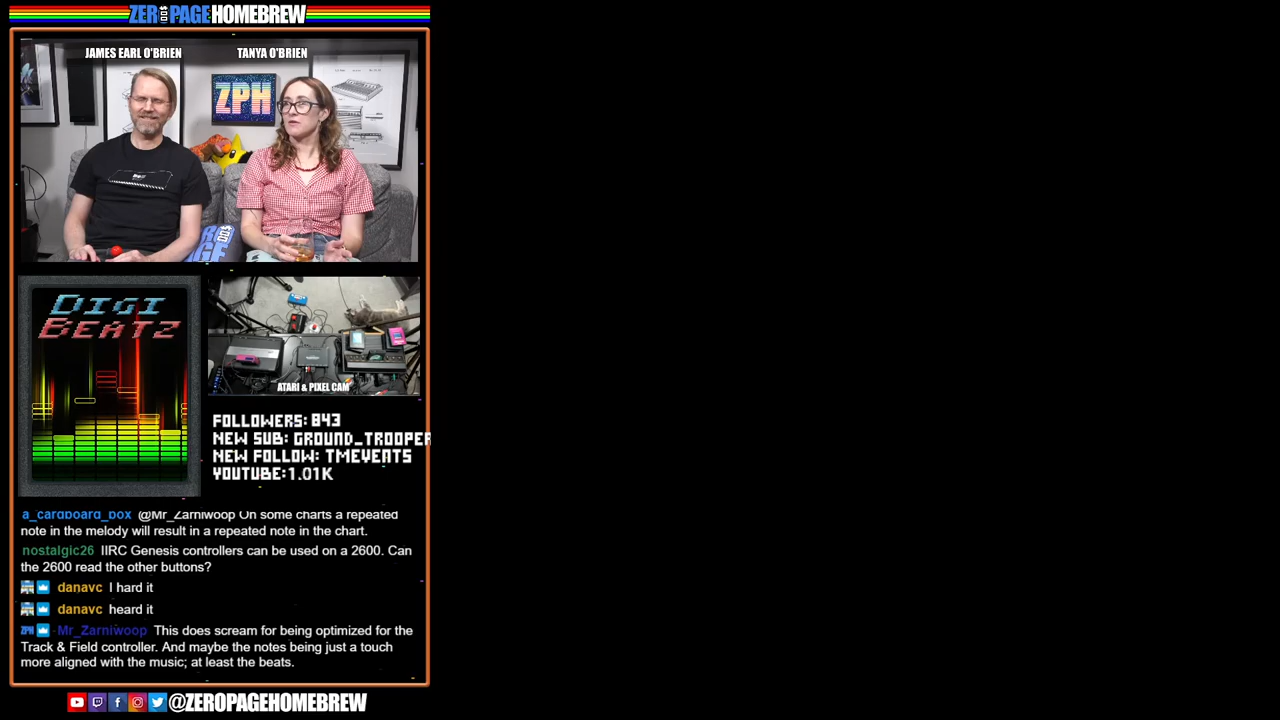 ZEROPAGEHOMEBREW
JAMES EARL O'BRIEN
TANYA O'BRIEN
ZPH
DIGI
BEATZ
ATARI & PIXEL CAM
FOLLOWERS: 843
NEW SUB: GROUND_TROOPER
NEW FOLLOW: TMEVENTS
YOUTUBE:1.01K
a_cardboard_box @Mr_Zarniwoop On some charts a repeated
note in the melody will result in a repeated note in the chart.
nostalgic26 IIRC Genesis controllers can be used on a 2600. Can
the 2600 read the other buttons?
danavc I hard it
danavc heard it
ZPH Mr_Zarniwoop This does scream for being optimized for the
Track & Field controller. And maybe the notes being just a touch
more aligned with the music; at least the beats.
@ZEROPAGEHOMEBREW